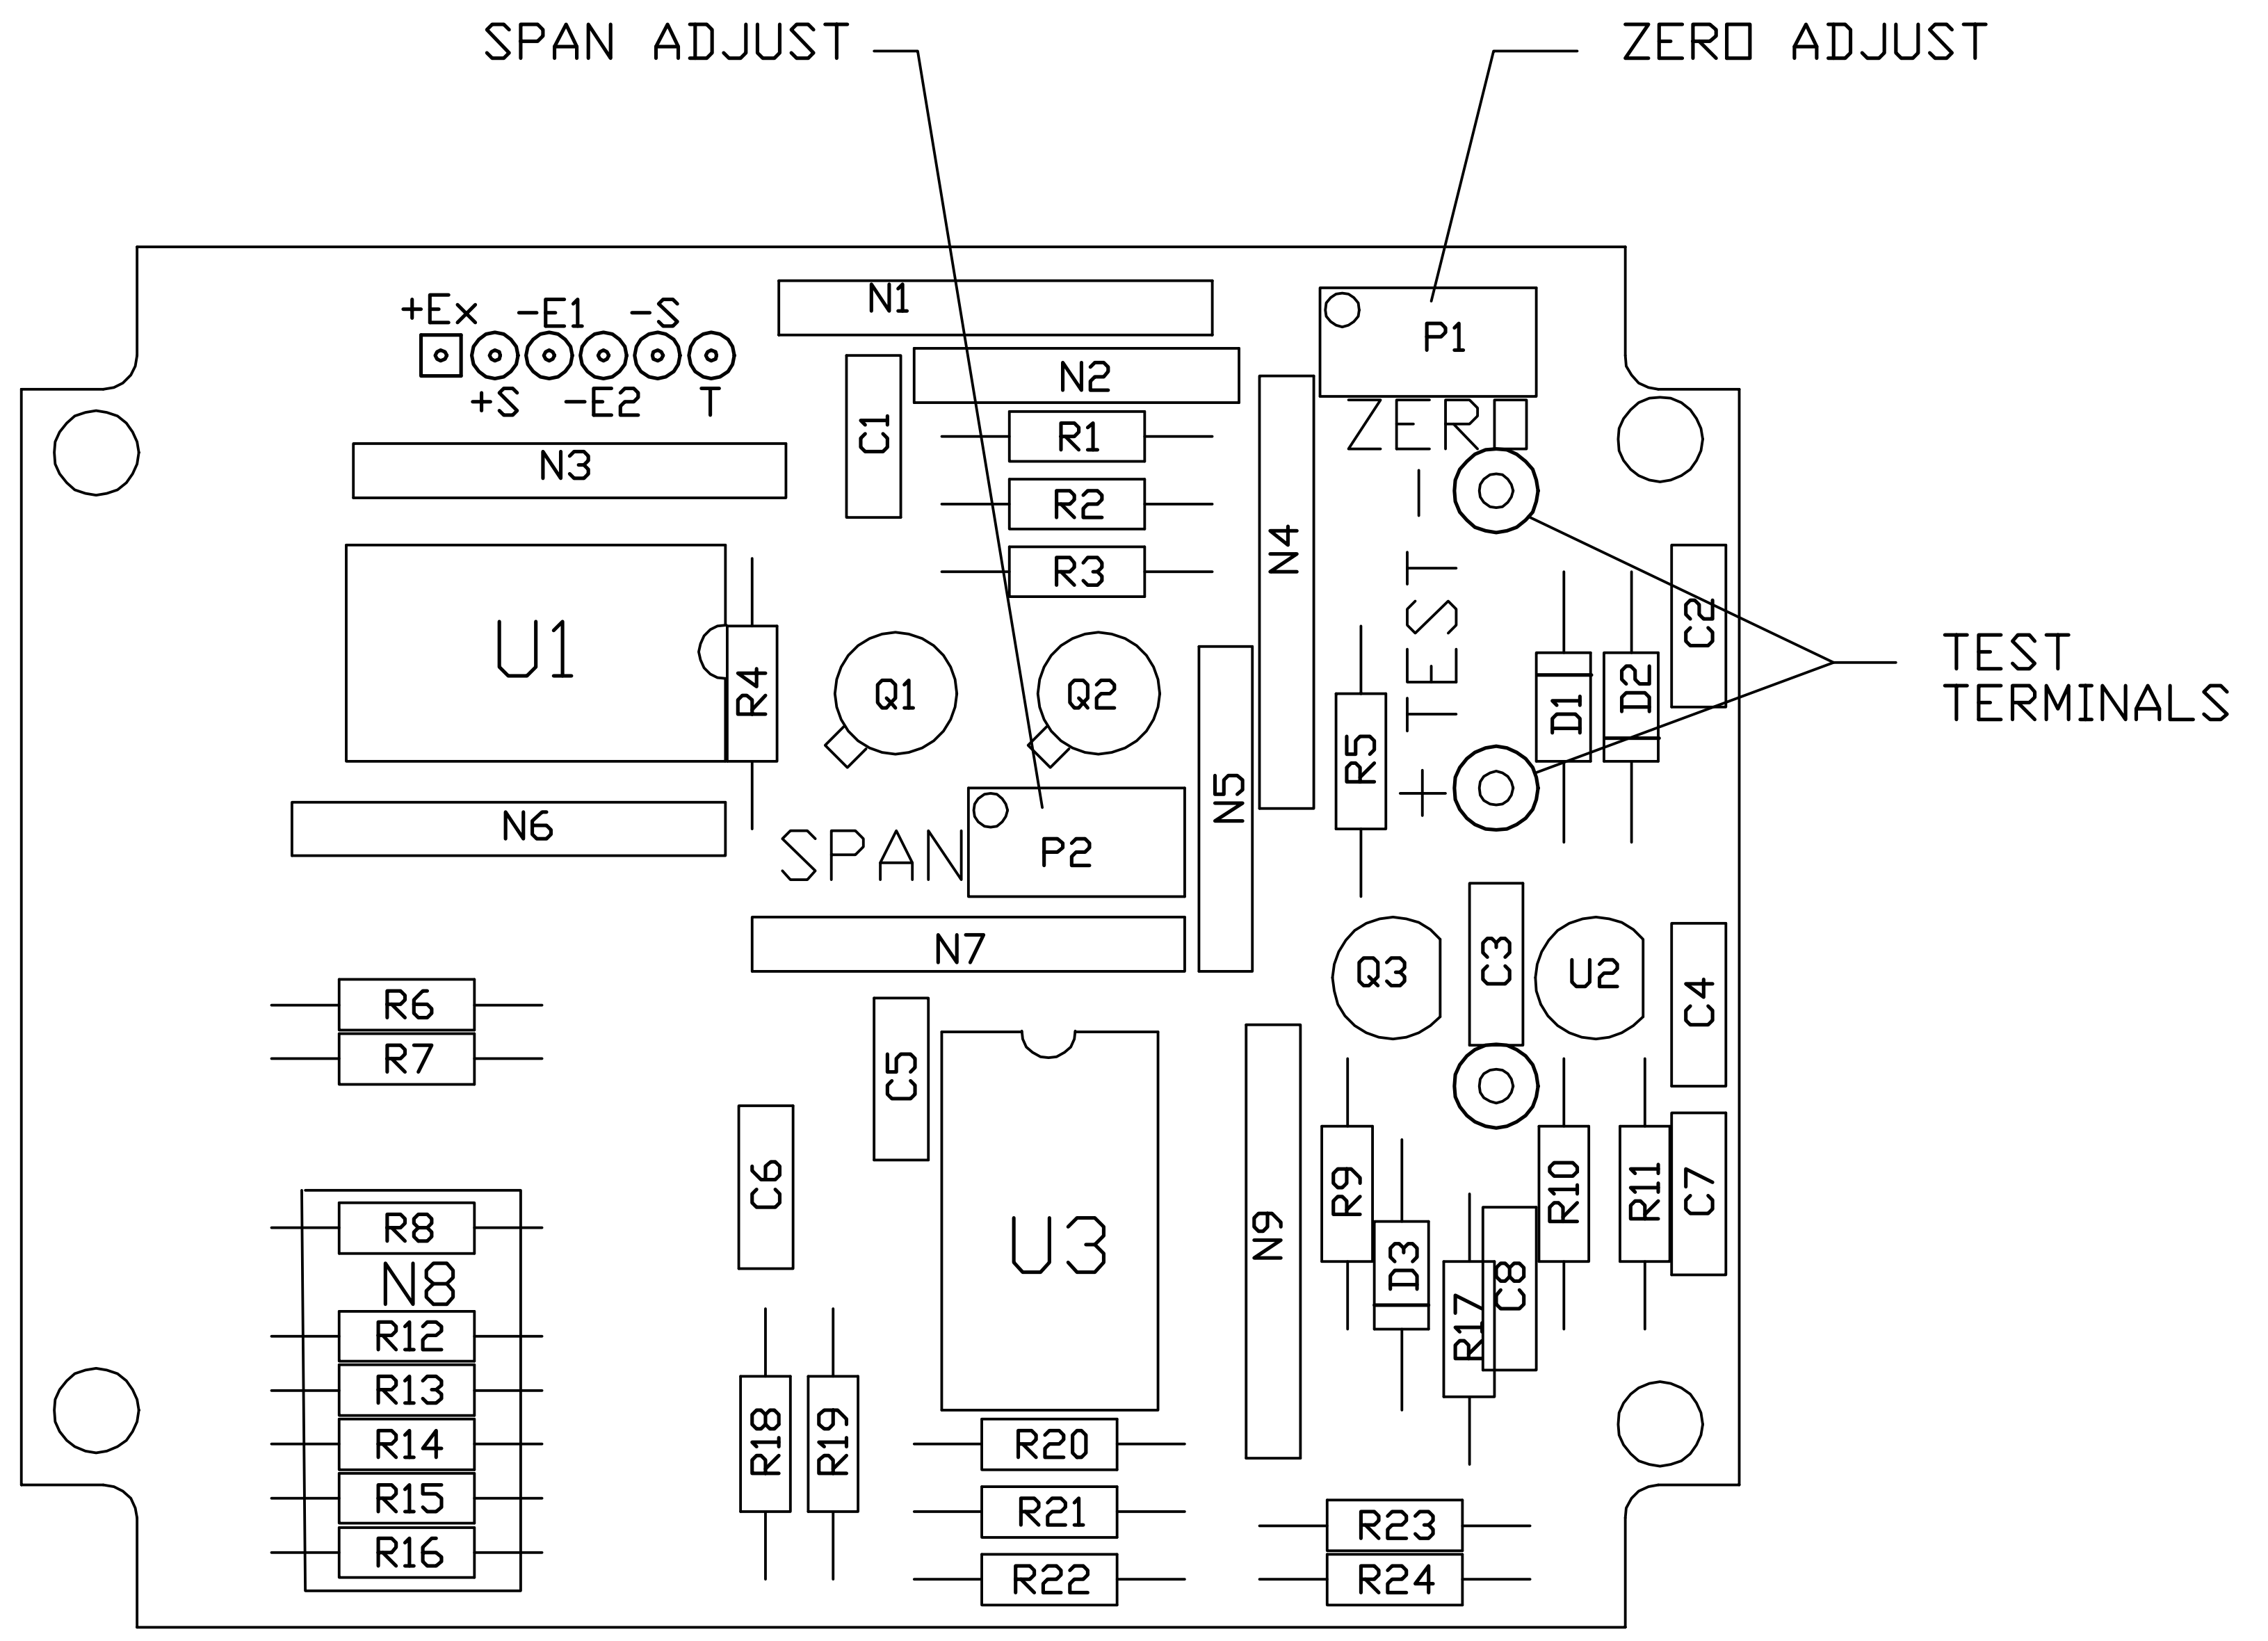 SPAN ADJUST
ZERO ADJUST
+Ex
-E1
-S
+S
-E2
T
N1
N2
P1
ZERO
C1
R1
N3
R2
N4
R3
- TEST +
C2
U1
R4
Q1
Q2
R5
D1
D2
TEST
TERMINALS
N5
N6
SPAN
P2
N7
Q3
C3
U2
C4
R6
R7
C5
C6
U3
N9
R9
R10
R11
C7
R8
N8
D3
C8
R17
R12
R13
R14
R15
R16
R18
R19
R20
R21
R22
R23
R24